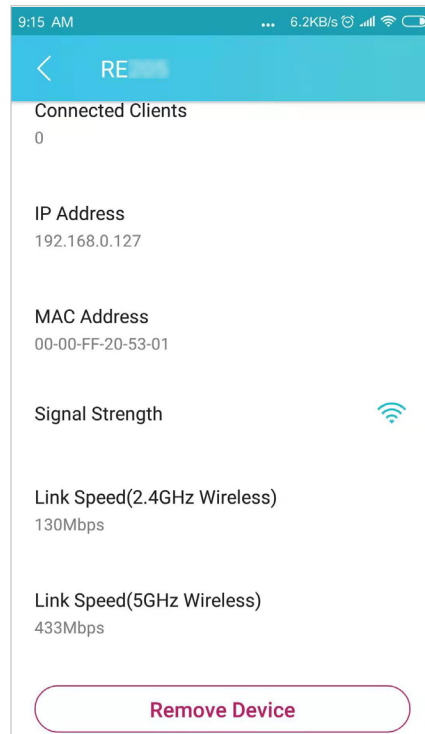 9:15 AM ... 6.2KB/s
RE
Connected Clients
0
IP Address
192.168.0.127
MAC Address
00-00-FF-20-53-01
Signal Strength
Link Speed(2.4GHz Wireless)
130Mbps
Link Speed(5GHz Wireless)
433Mbps
Remove Device